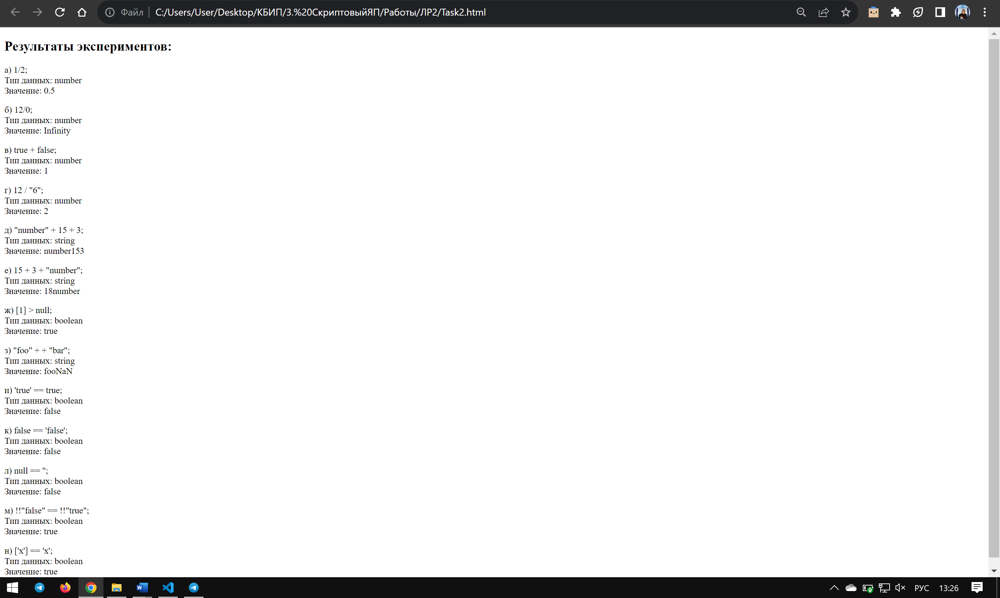 Файл
C:/Users/User/Desktop/КБИП/3.%20СкриптовыйЯП/Работы/ЛР2/Task2.html
Результаты экспериментов:
а) 1/2;
Тип данных: number
Значение: 0.5
б) 12/0;
Тип данных: number
Значение: Infinity
в) true + false;
Тип данных: number
Значение: 1
г) 12 / "6";
Тип данных: number
Значение: 2
д) "number" + 15 + 3;
Тип данных: string
Значение: number153
е) 15 + 3 + "number";
Тип данных: string
Значение: 18number
ж) [1] > null;
Тип данных: boolean
Значение: true
з) "foo" + + "bar";
Тип данных: string
Значение: fooNaN
и) 'true' == true;
Тип данных: boolean
Значение: false
к) false == 'false';
Тип данных: boolean
Значение: false
л) null == '';
Тип данных: boolean
Значение: false
м) !!"false" == !!"true";
Тип данных: boolean
Значение: true
н) ['x'] == 'x';
Тип данных: boolean
Значение: true
РУС
13:26